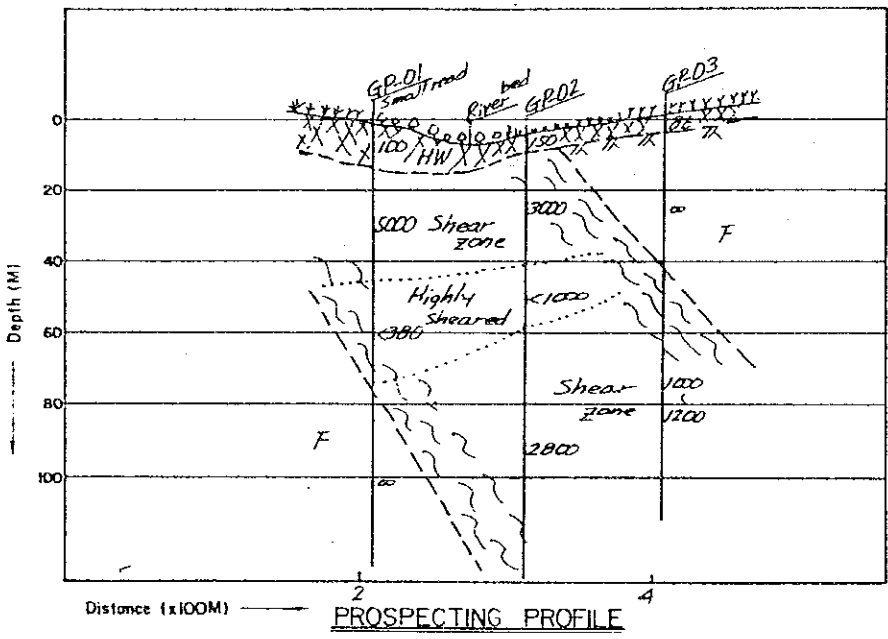 GP-01
Small road
River bed
GP-02
GP-03
0
100
HW
150
20
5000 Shear
zone
3000
∞
F
40
Highly
sheared
<1000
60
<380
Shear
zone
1000
1200
80
F
2800
100
∞
Depth (M)
2
4
Distance (x100M)
PROSPECTING PROFILE